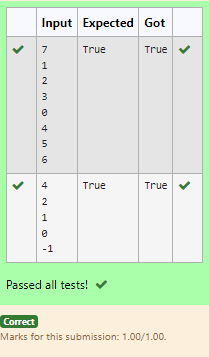 Input Expected Got
7 True True
1
2
3
0
4
5
6
4 True True
2
1
0
-1
Passed all tests!
Correct
Marks for this submission: 1.00/1.00.